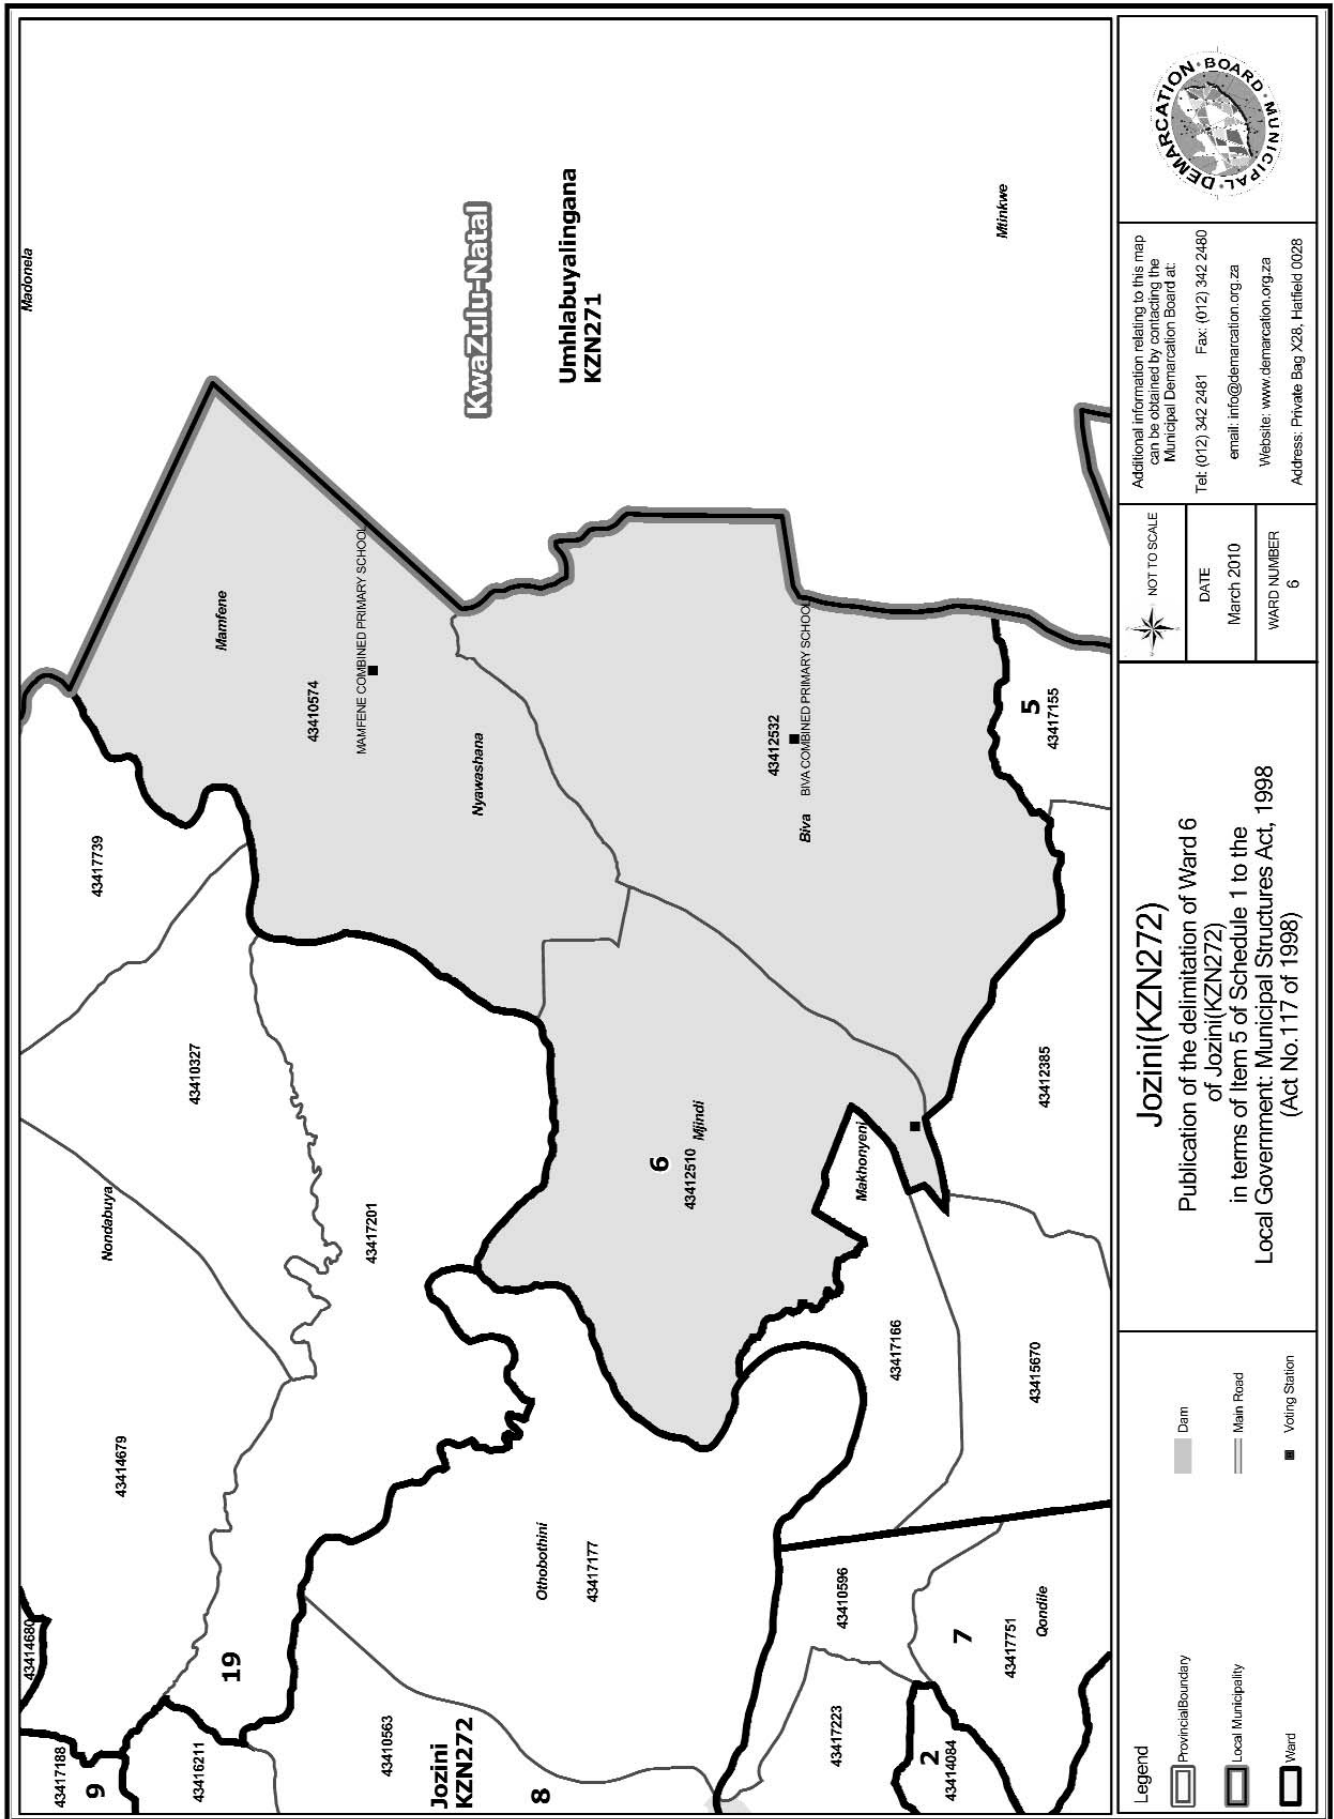 Madonela
KwaZulu-Natal
Umhlabuyalingana
KZN271
Mtinkwe
Mamfene
43410574
MAMFENE COMBINED PRIMARY SCHOOL
Nyawashana
43412532
Biva
BIVA COMBINED PRIMARY SCHOOL
5
43417155
43417739
43410327
Nondabuya
43417201
6
43412510
Mjindi
Makhonyeni
43412385
43417166
43415670
43414679
43414680
19
Othobothini
43417177
43410596
7
43417751
Qondile
43417188
9
43416211
43410563
Jozini
KZN272
8
43417223
2
43414084
Legend
ProvincialBoundary
Local Municipality
Ward
Dam
Main Road
Voting Station
Jozini(KZN272)
Publication of the delimitation of Ward 6
of Jozini(KZN272)
in terms of Item 5 of Schedule 1 to the
Local Government: Municipal Structures Act, 1998
(Act No.117 of 1998)
NOT TO SCALE
DATE
March 2010
WARD NUMBER
6
Additional information relating to this map
can be obtained by contacting the
Municipal Demarcation Board at:
Tel: (012) 342 2481 Fax: (012) 342 2480
email: info@demarcation.org.za
Website: www.demarcation.org.za
Address: Private Bag X28, Hatfield 0028
MUNICIPAL DEMARCATION BOARD